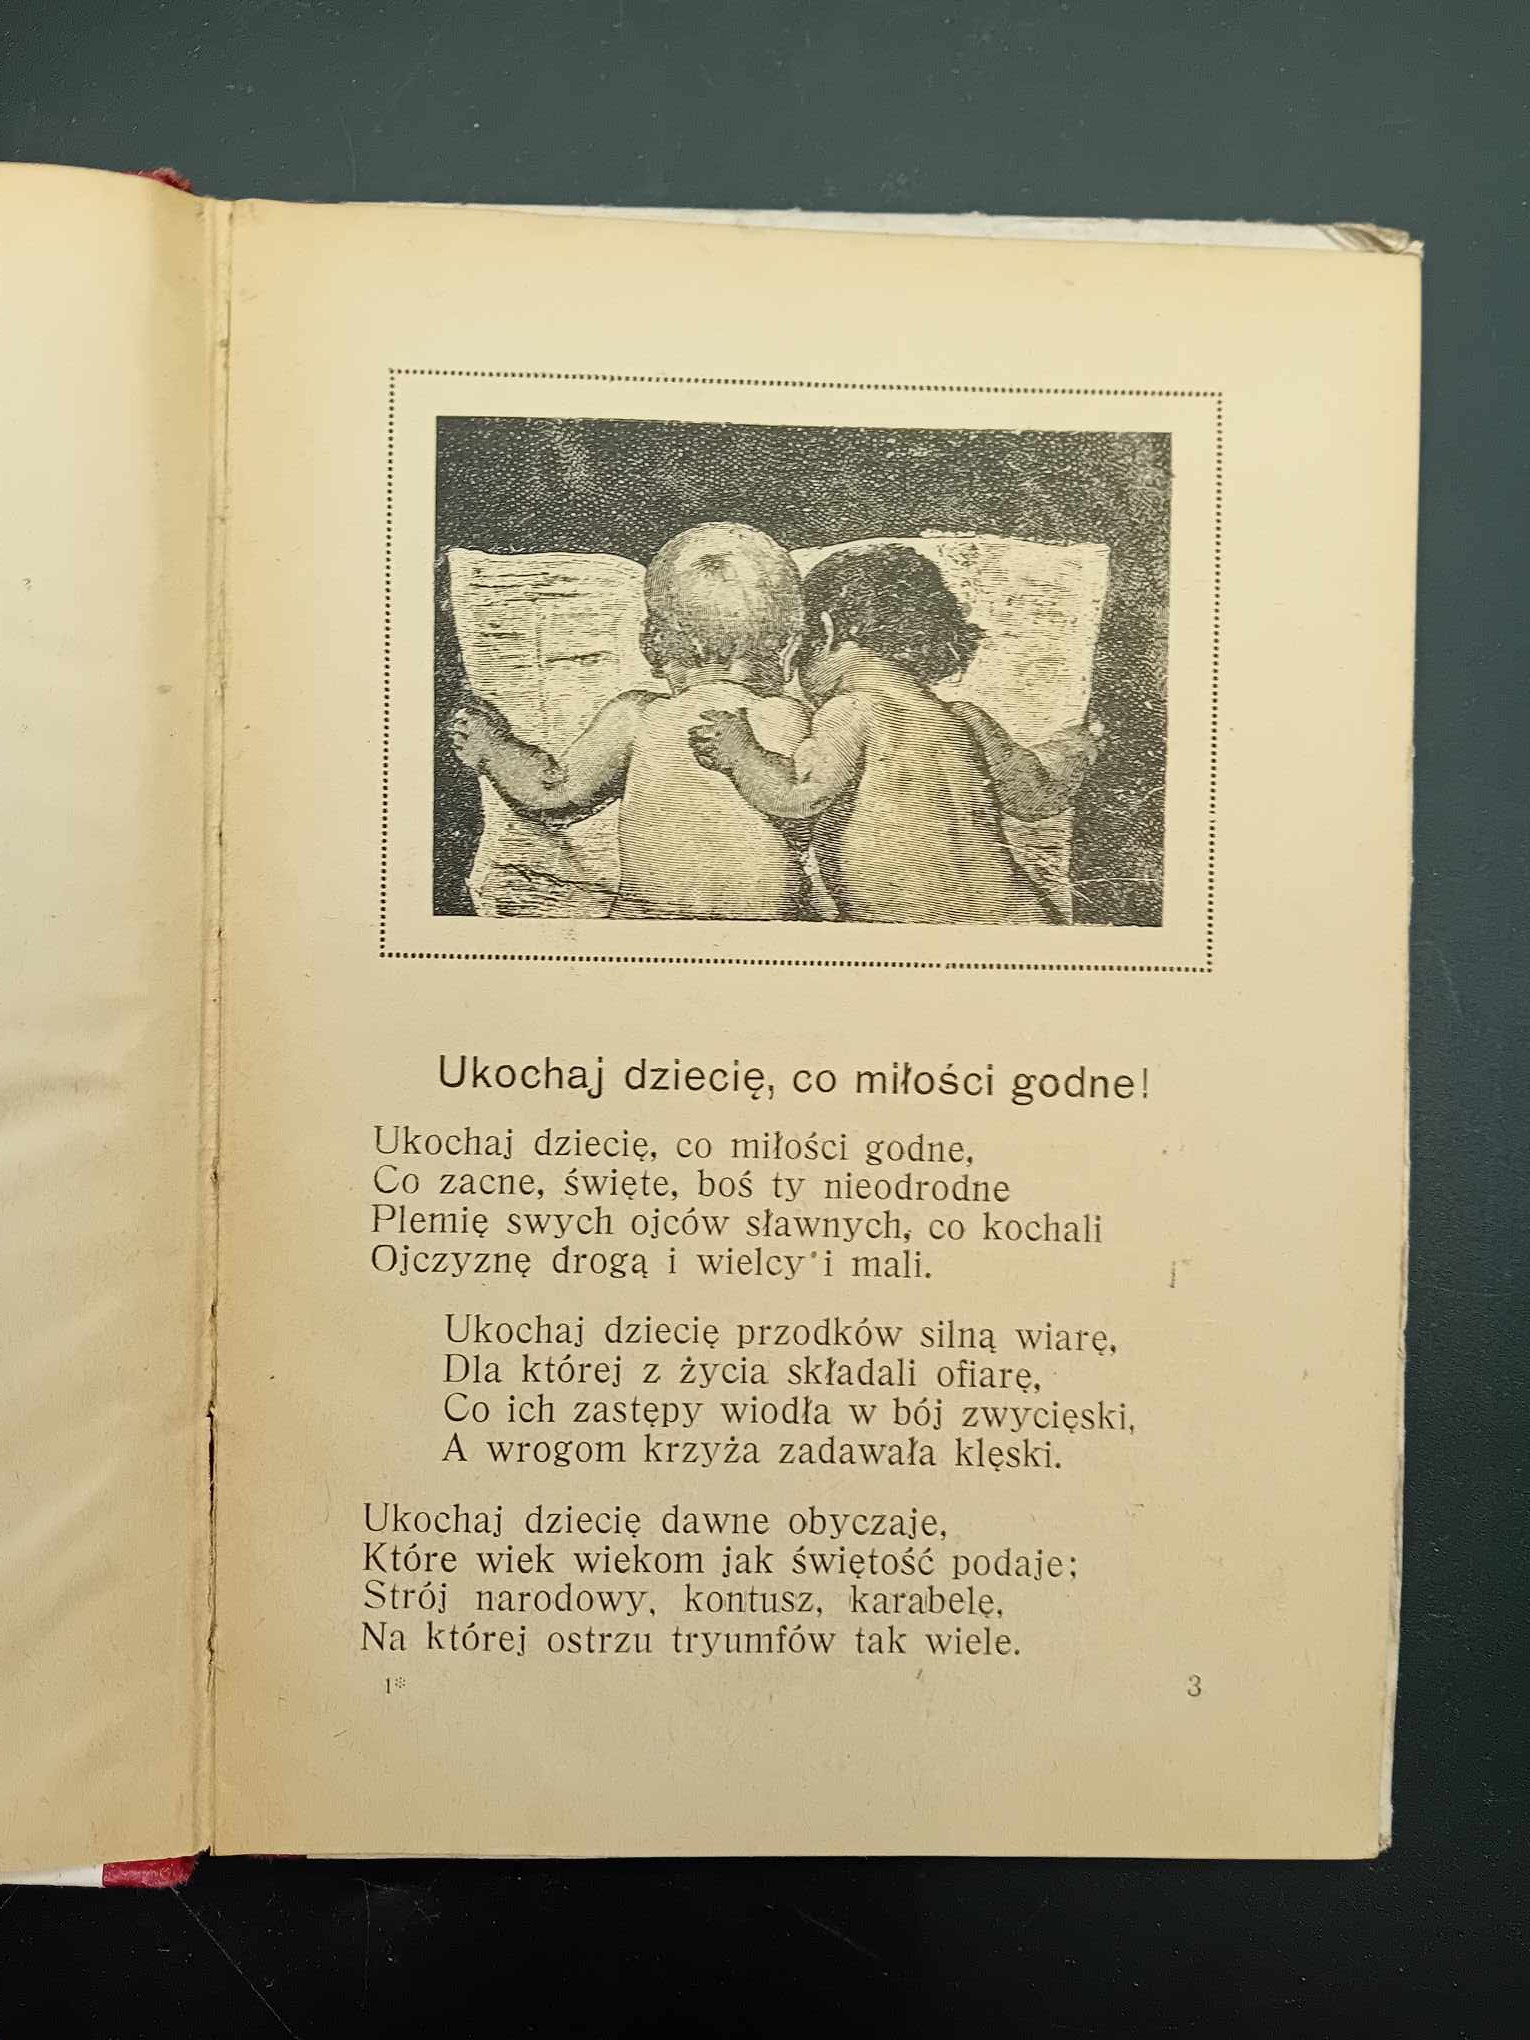 Ukochaj dziecię, co miłości godne!
Ukochaj dziecię, co miłości godne,
Co zacne, święte, boś ty nieodrodne
Plemię swych ojców sławnych, co kochali
Ojczyznę drogą i wielcy i mali.
Ukochaj dziecię przodków silną wiarę,
Dla której z życia składali ofiarę,
Co ich zastępy wiodła w bój zwycięski,
A wrogom krzyża zadawała klęski.
Ukochaj dziecię dawne obyczaje,
Które wiek wiekom jak świętość podaje;
Strój narodowy, kontusz, karabelę,
Na której ostrzu tryumfów tak wiele.
1*
3